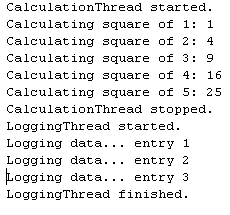 CalculationThread started.
Calculating square of 1: 1
Calculating square of 2: 4
Calculating square of 3: 9
Calculating square of 4: 16
Calculating square of 5: 25
CalculationThread stopped.
LoggingThread started.
Logging data... entry 1
Logging data... entry 2
Logging data... entry 3
LoggingThread finished.